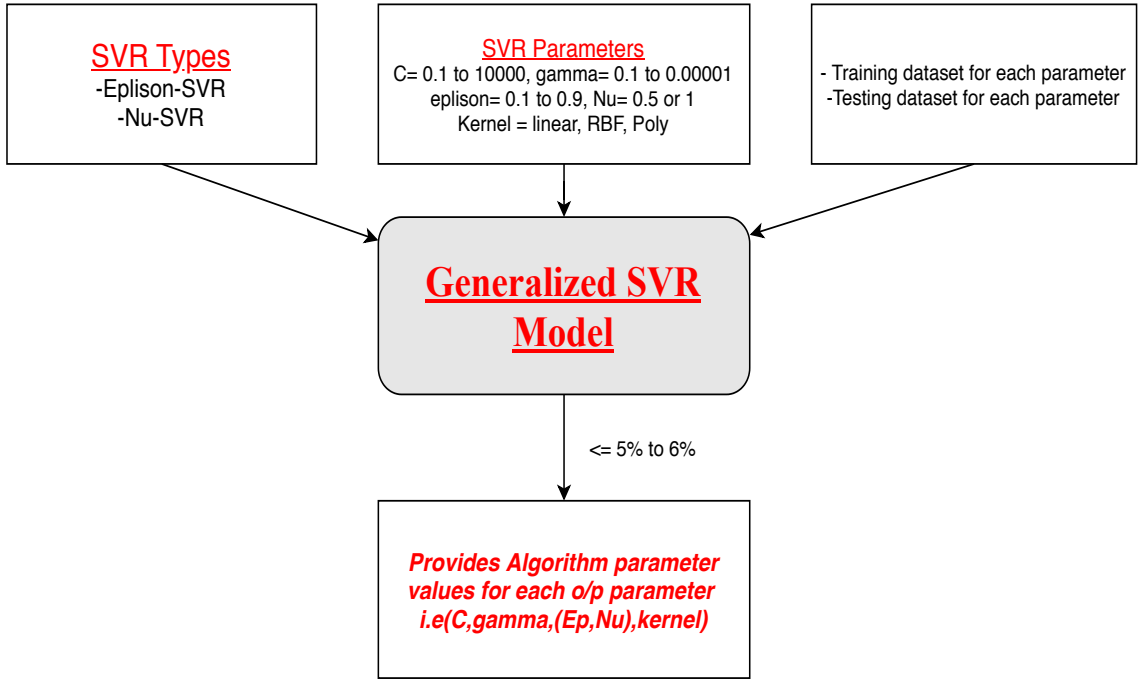 SVR Types
-Eplison-SVR
-Nu-SVR
SVR Parameters
C= 0.1 to 10000, gamma= 0.1 to 0.00001
eplison= 0.1 to 0.9, Nu= 0.5 or 1
Kernel = linear, RBF, Poly
- Training dataset for each parameter
-Testing dataset for each parameter
Generalized SVR
Model
<= 5% to 6%
Provides Algorithm parameter
values for each o/p parameter
i.e(C,gamma,(Ep,Nu),kernel)